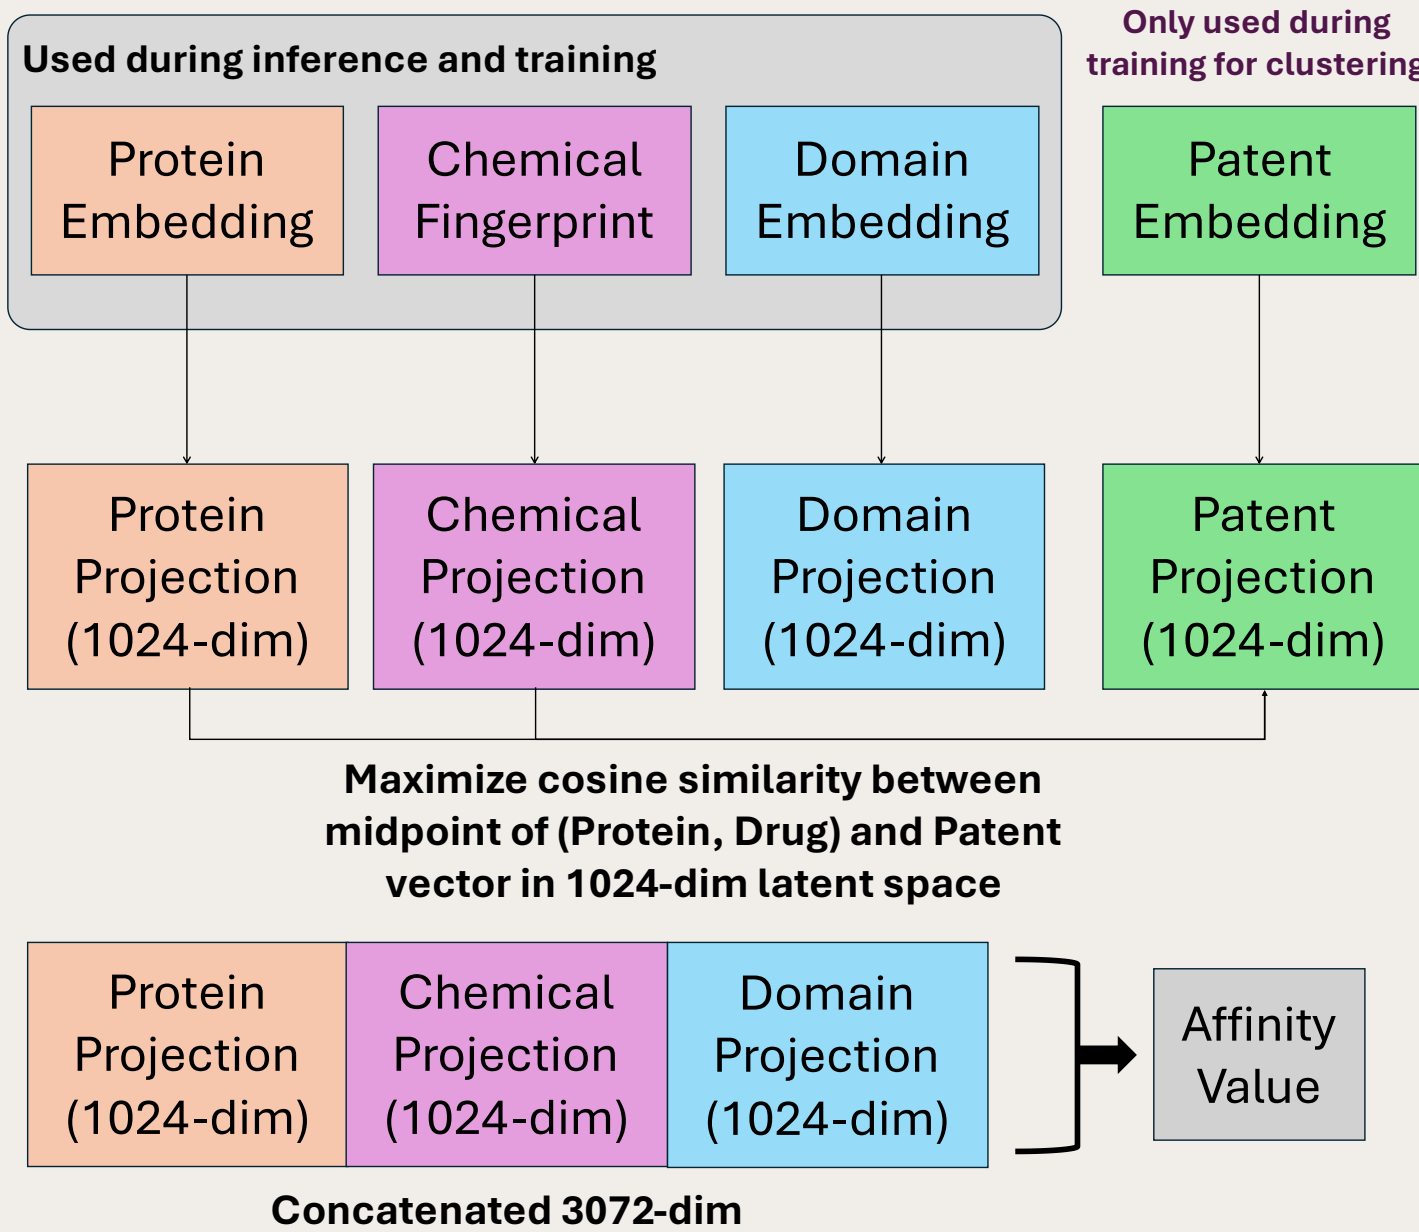 Used during inference and training
Only used during
training for clustering
Protein
Embedding
Chemical
Fingerprint
Domain
Embedding
Patent
Embedding
Protein
Projection
(1024-dim)
Chemical
Projection
(1024-dim)
Domain
Projection
(1024-dim)
Patent
Projection
(1024-dim)
Maximize cosine similarity between
midpoint of (Protein, Drug) and Patent
vector in 1024-dim latent space
Protein
Projection
(1024-dim)
Chemical
Projection
(1024-dim)
Domain
Projection
(1024-dim)
Affinity
Value
Concatenated 3072-dim